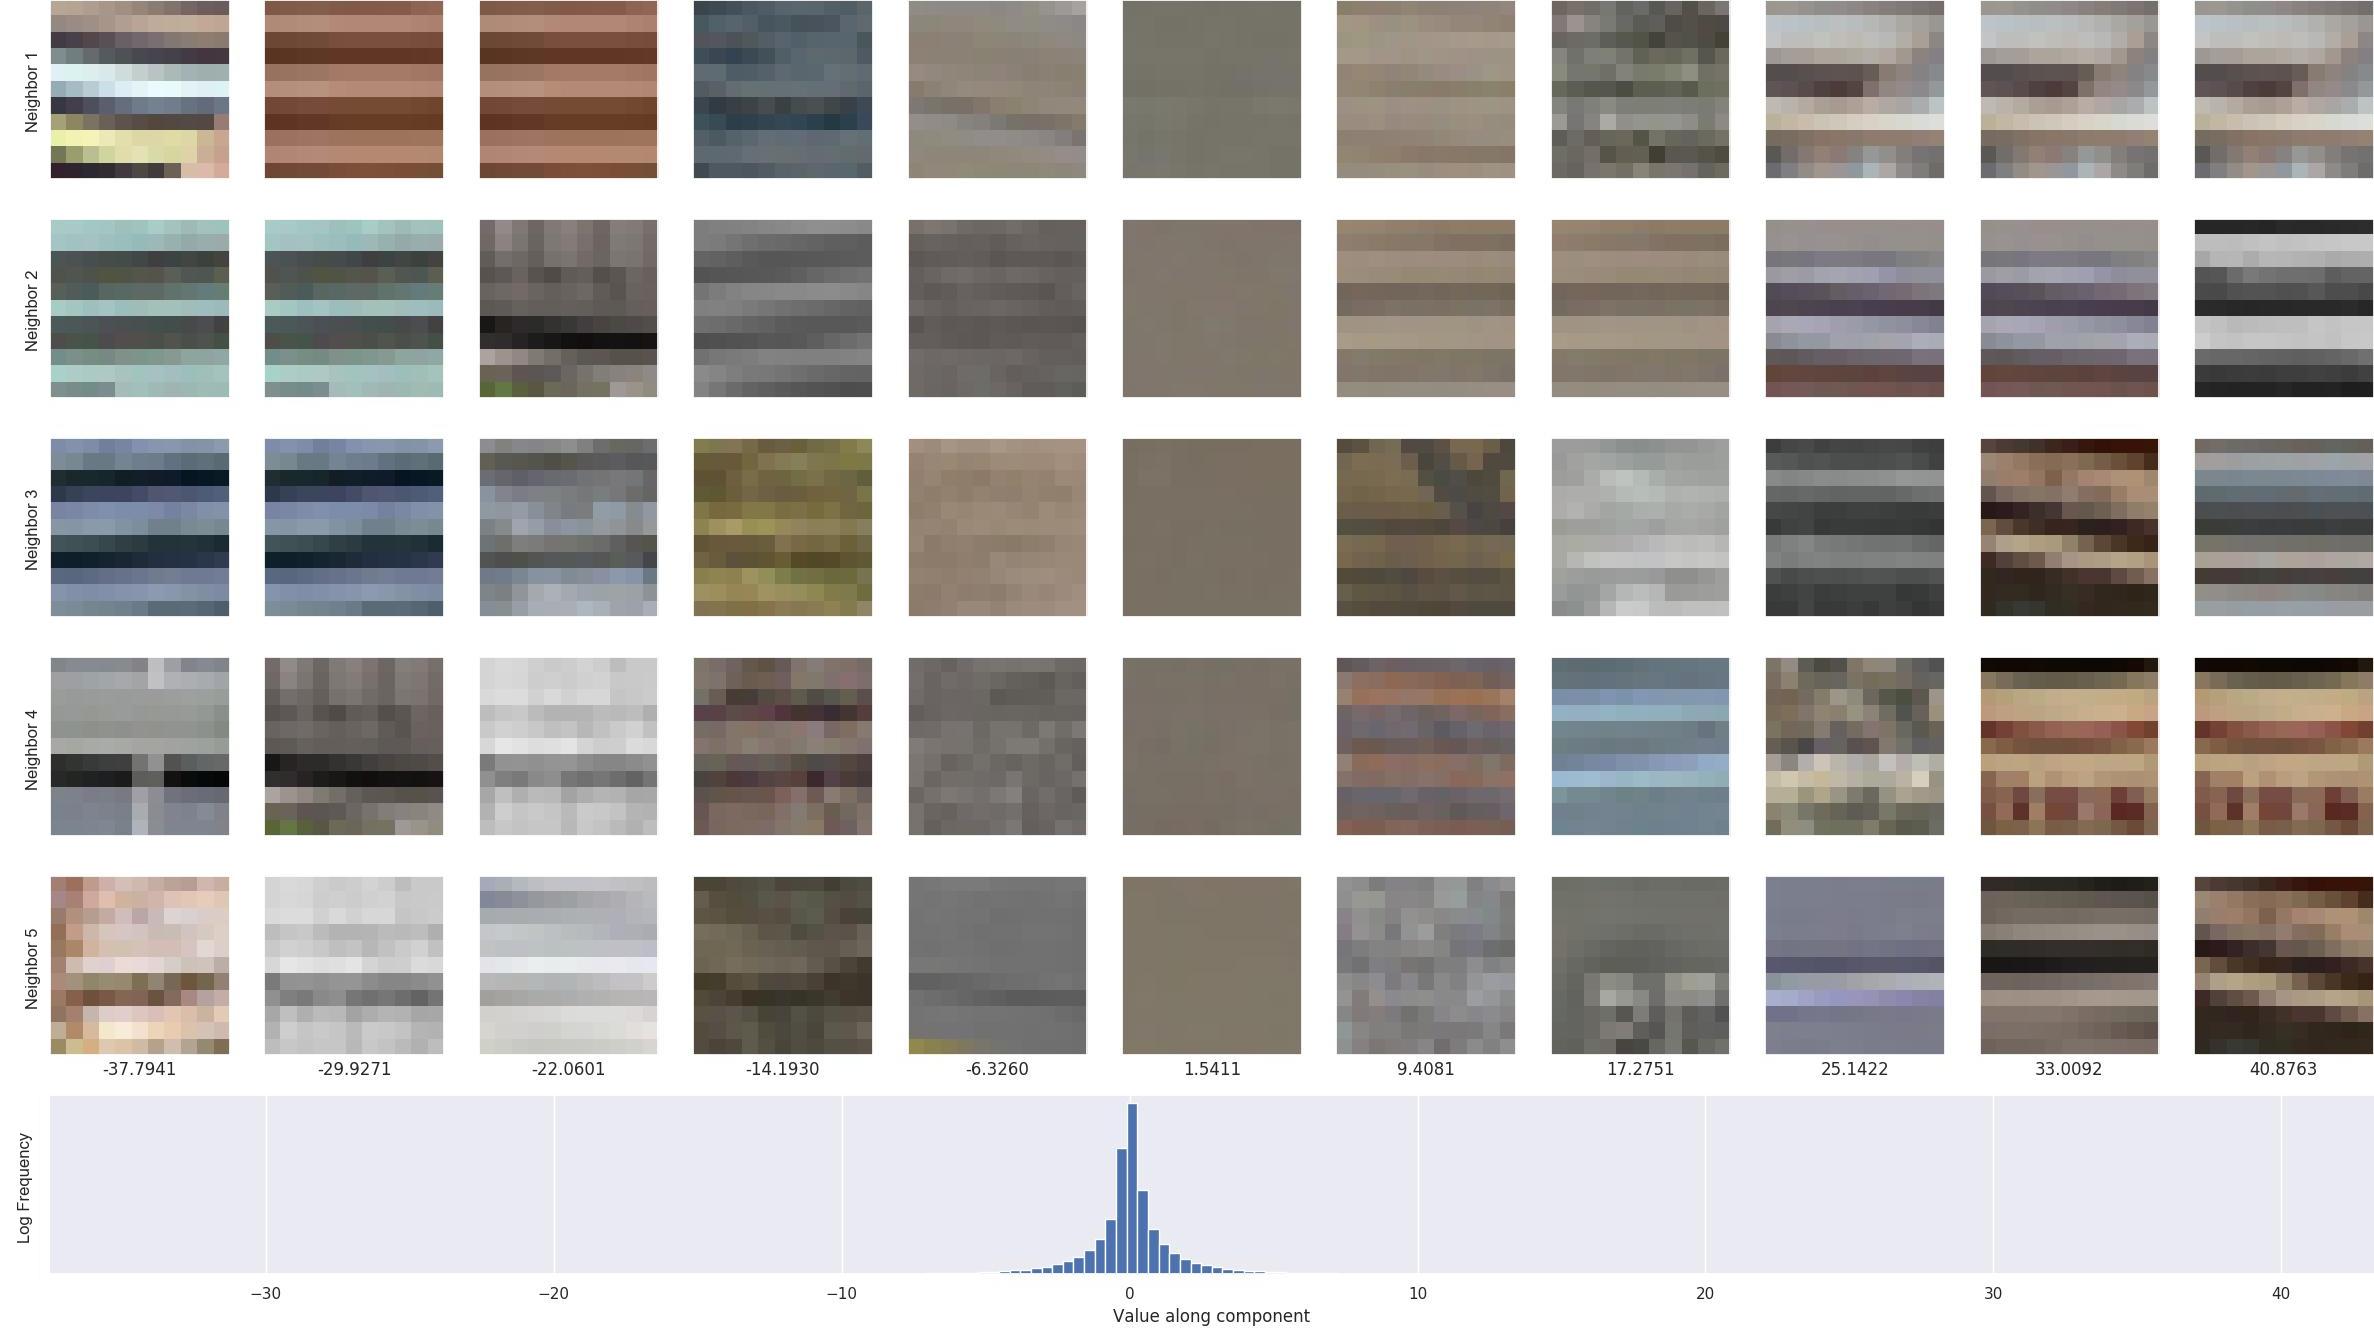 Neighbor 1
Neighbor 2
Neighbor 3
Neighbor 4
Neighbor 5
-37.7941 -29.9271 -22.0601 -14.1930 -6.3260 1.5411 9.4081 17.2751 25.1422 33.0092 40.8763
Log Frequency
−30 −20 −10 0 10 20 30 40
Value along component